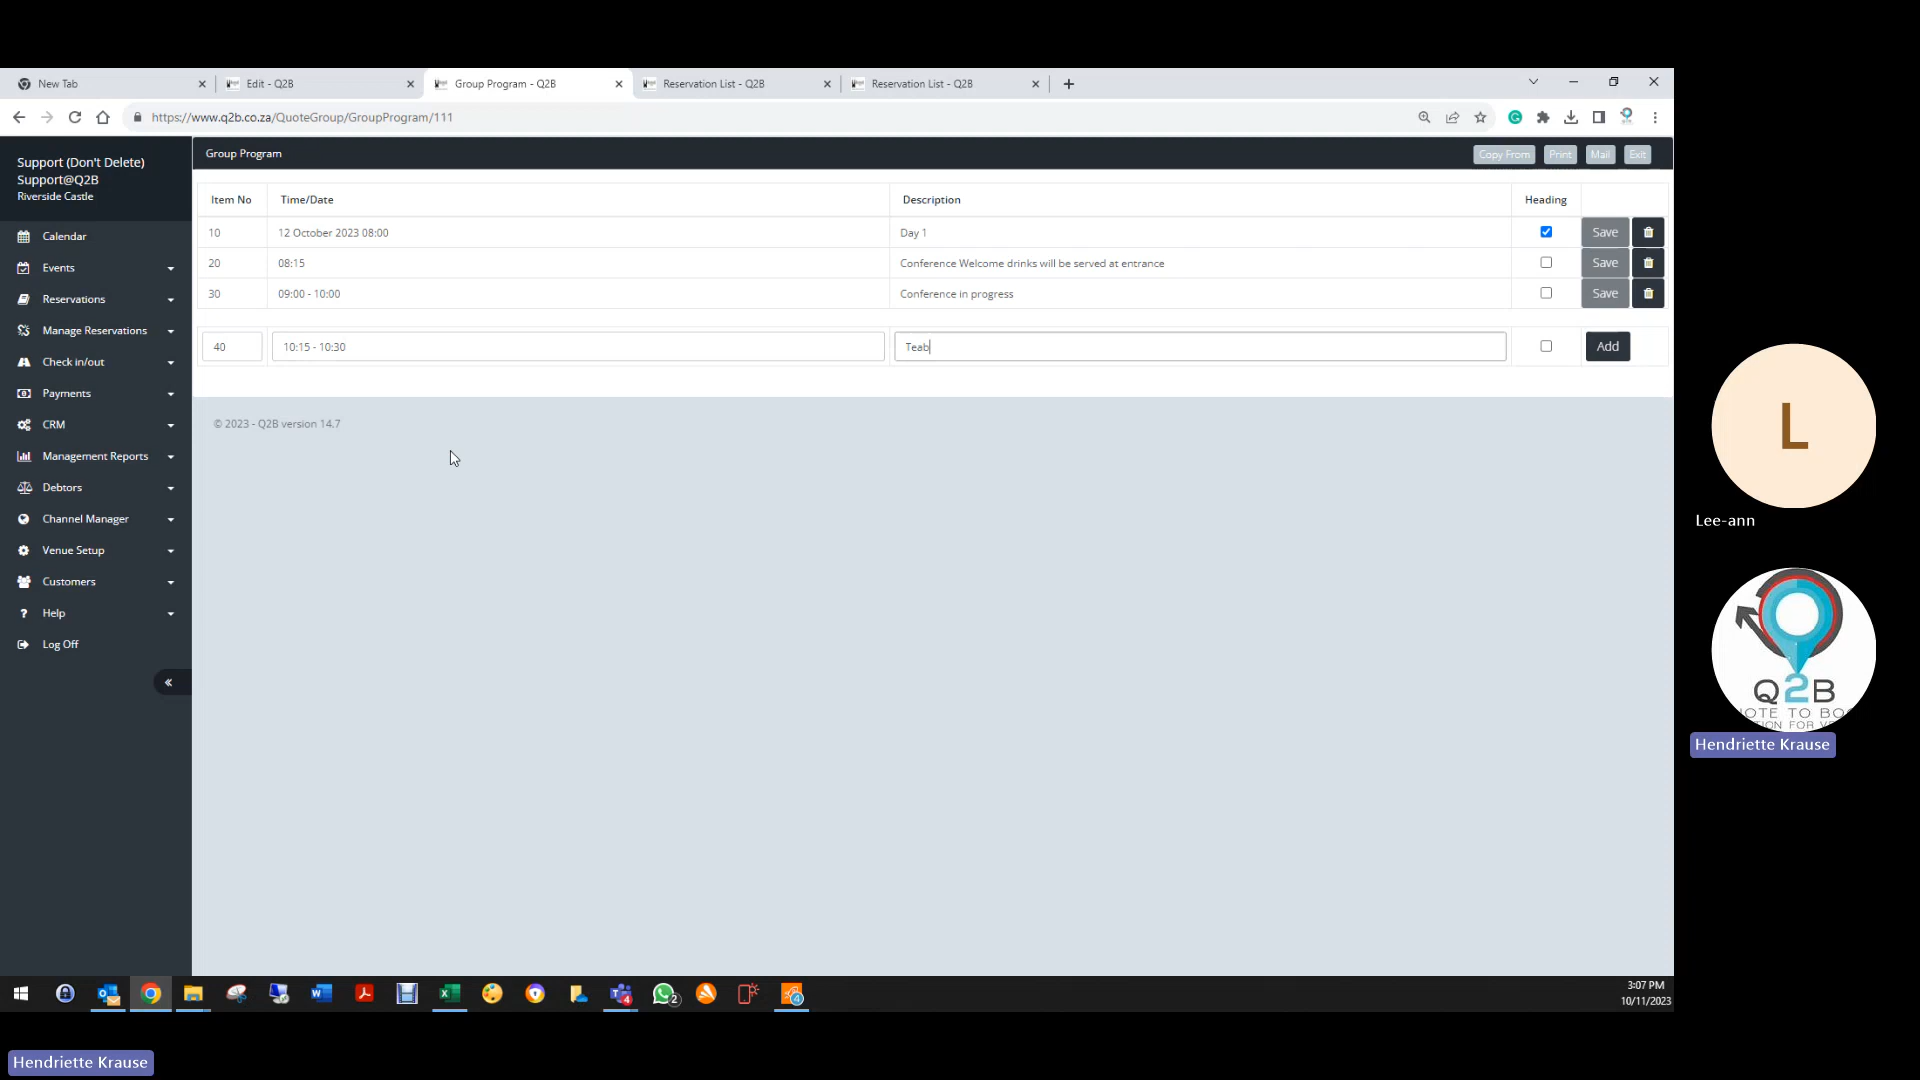 New Tab
Edit - Q2B
Group Program - Q2B
Reservation List - Q2B
Reservation List - Q2B
https://www.q2b.co.za/QuoteGroup/GroupProgram/111
Support (Don't Delete)
Support@Q2B
Riverside Castle
Group Program
Copy From
Print
Mail
Exit
Calendar
Events
Reservations
Manage Reservations
Check in/out
Payments
CRM
Management Reports
Debtors
Channel Manager
Venue Setup
Customers
Help
Log Off
Item No Time/Date Description Heading
10 12 October 2023 08:00 Day 1 Save
20 08:15 Conference Welcome drinks will be served at entrance Save
30 09:00 - 10:00 Conference in progress Save
40 10:15 - 10:30 Teab Add
© 2023 - Q2B version 14.7
L
Lee-ann
Q2B
Hendriette Krause
3:07 PM
10/11/2023
Hendriette Krause